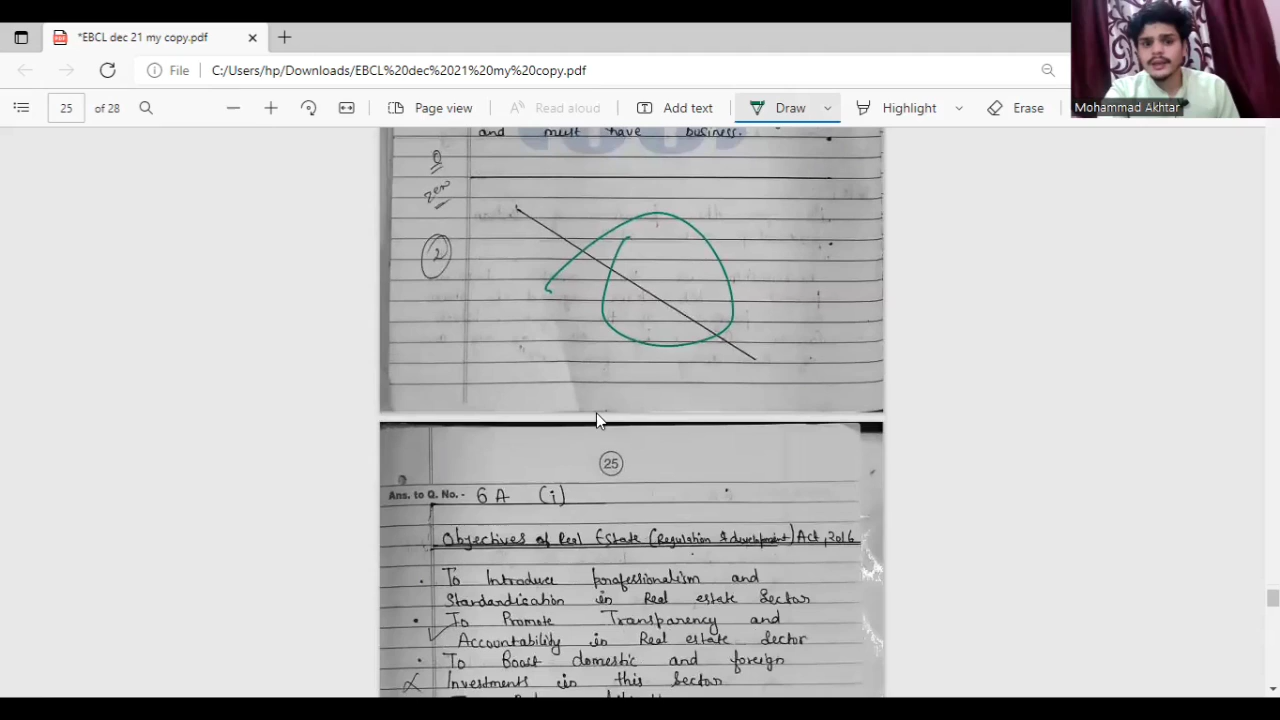 *EBCL dec 21 my copy.pdf
File C:/Users/hp/Downloads/EBCL%20dec%2021%20my%20copy.pdf
25 of 28 Page view Read aloud Add text Draw Highlight Erase
Mohammad Akhtar
and must have business.
0
zero
2
25
Ans. to Q. No. - 6 A (i)
Objectives of Real Estate (Regulation & development) Act, 2016
• To Introduce professionalism and
Standardisation in Real estate Sector
• To Promote Transparency and
Accountability in Real estate Sector
• To Boost domestic and foreign
Investments in this Sector